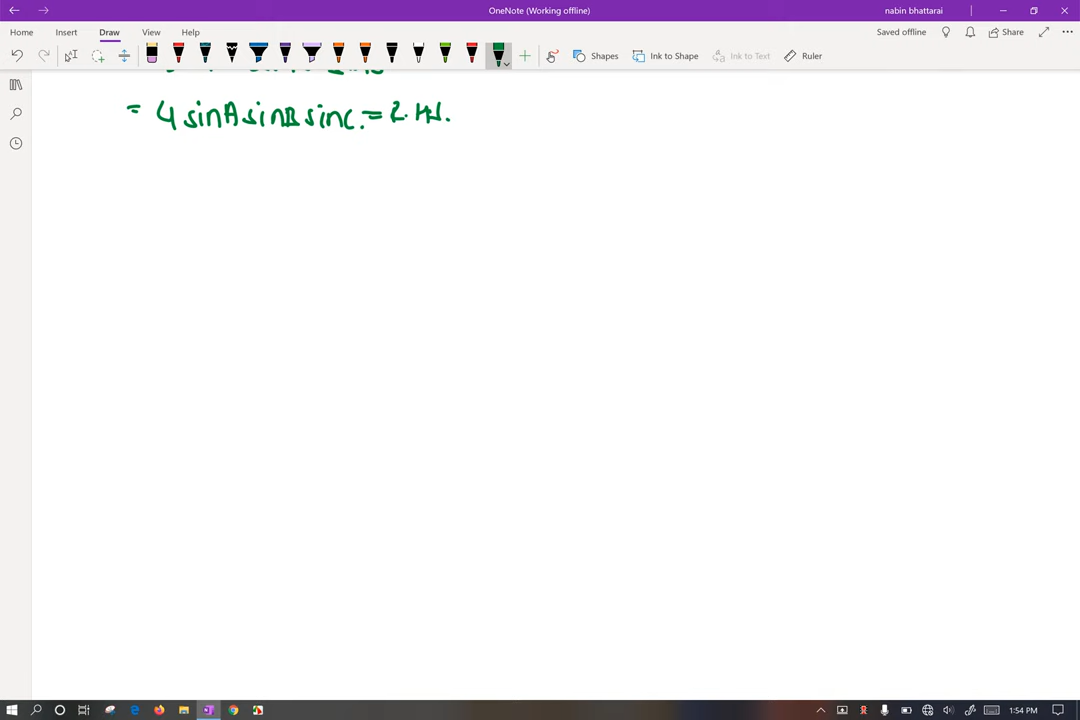 OneNote (Working offline)
nabin bhattarai
Home Insert Draw View Help
Saved offline
Share
Shapes
Ink to Shape
Ink to Text
Ruler
= 4 sinA sinB sinC. = R.H.S.
1:54 PM